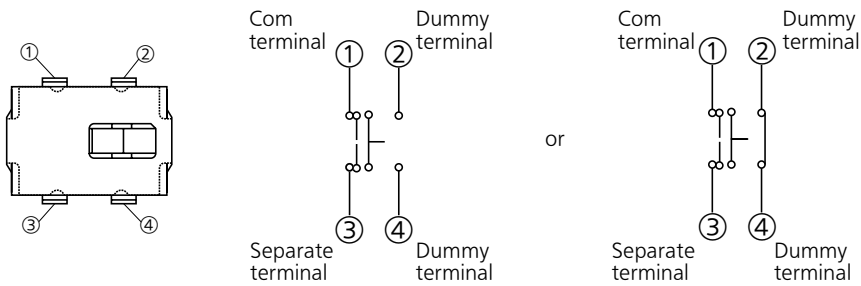 ①
②
③
④
Com
terminal
①
②
Dummy
terminal
③
④
Separate
terminal
Dummy
terminal
or
Com
terminal
①
②
Dummy
terminal
③
④
Separate
terminal
Dummy
terminal